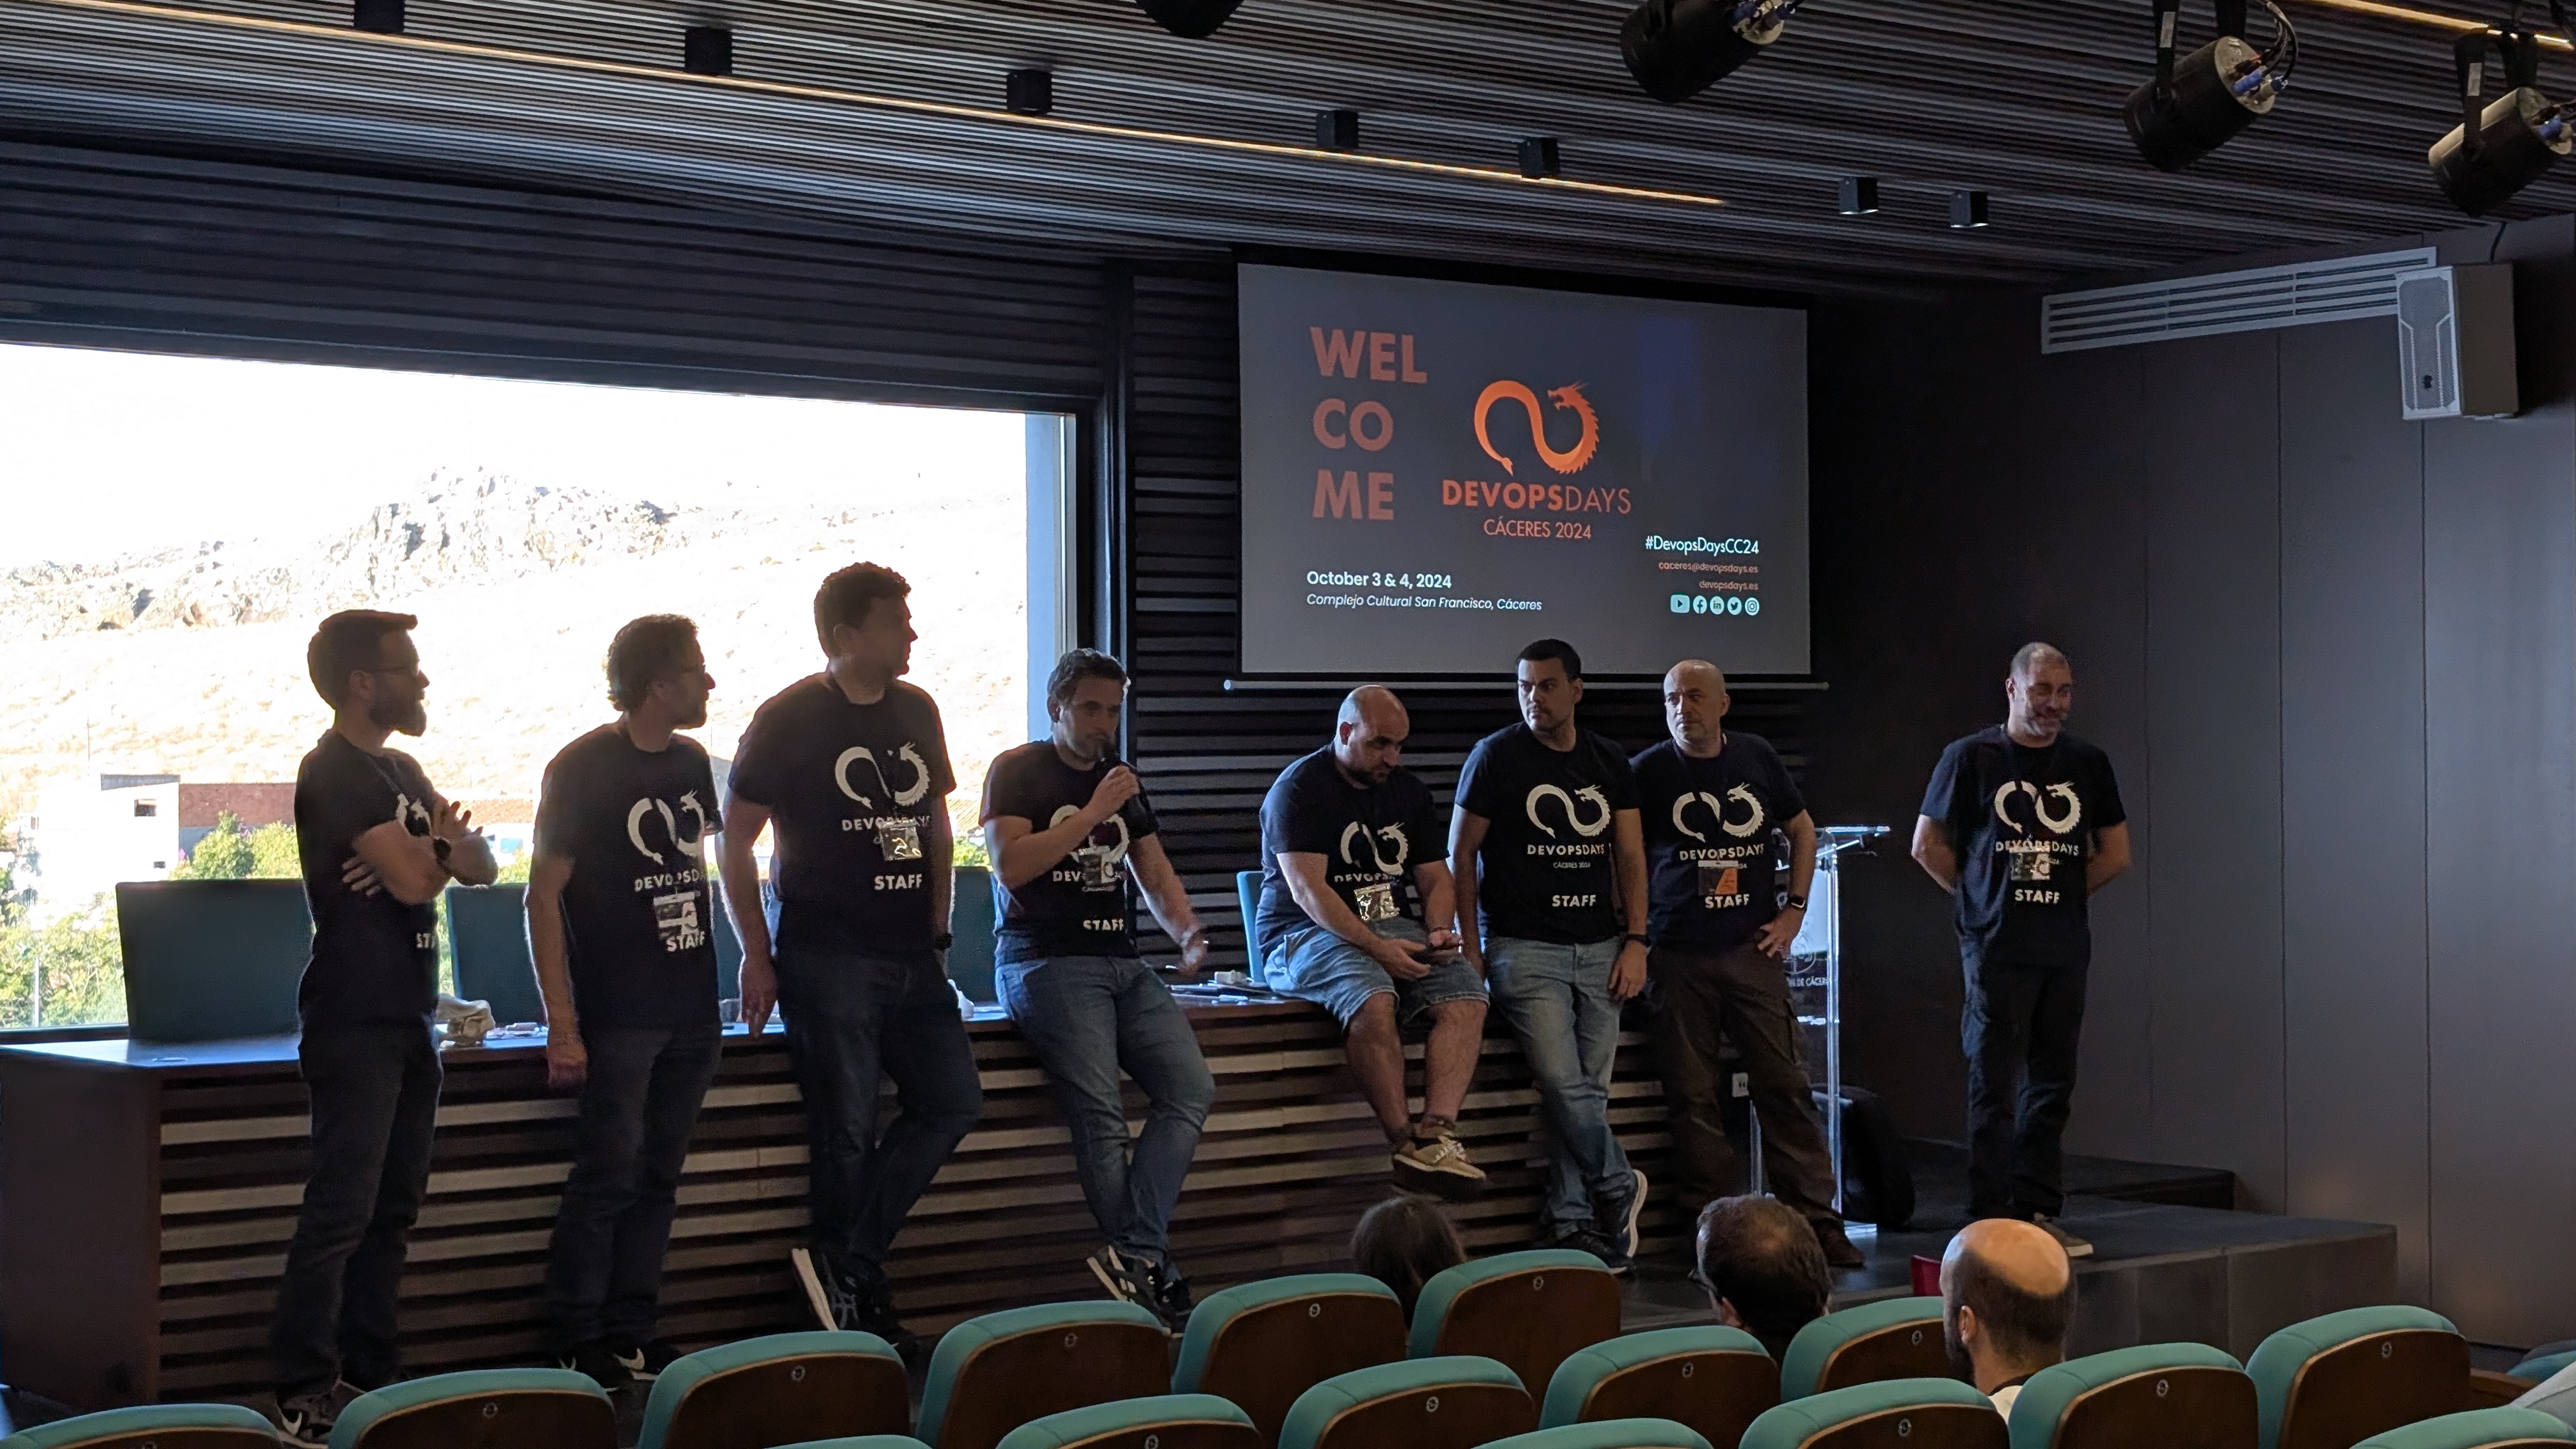 WEL
CO
ME
DEVOPSDAYS
CÁCERES 2024
#DevopsDaysCC24
caceres@devopsdays.es
devopsdays.es
October 3 & 4, 2024
Complejo Cultural San Francisco, Cáceres
STAFF
DEVOPSDAYS
STAFF
STAFF
DEVOPSDAYS
CÁCERES 2024
STAFF
DEVOPSDAYS
STAFF
DEVOPSDAYS
STAFF